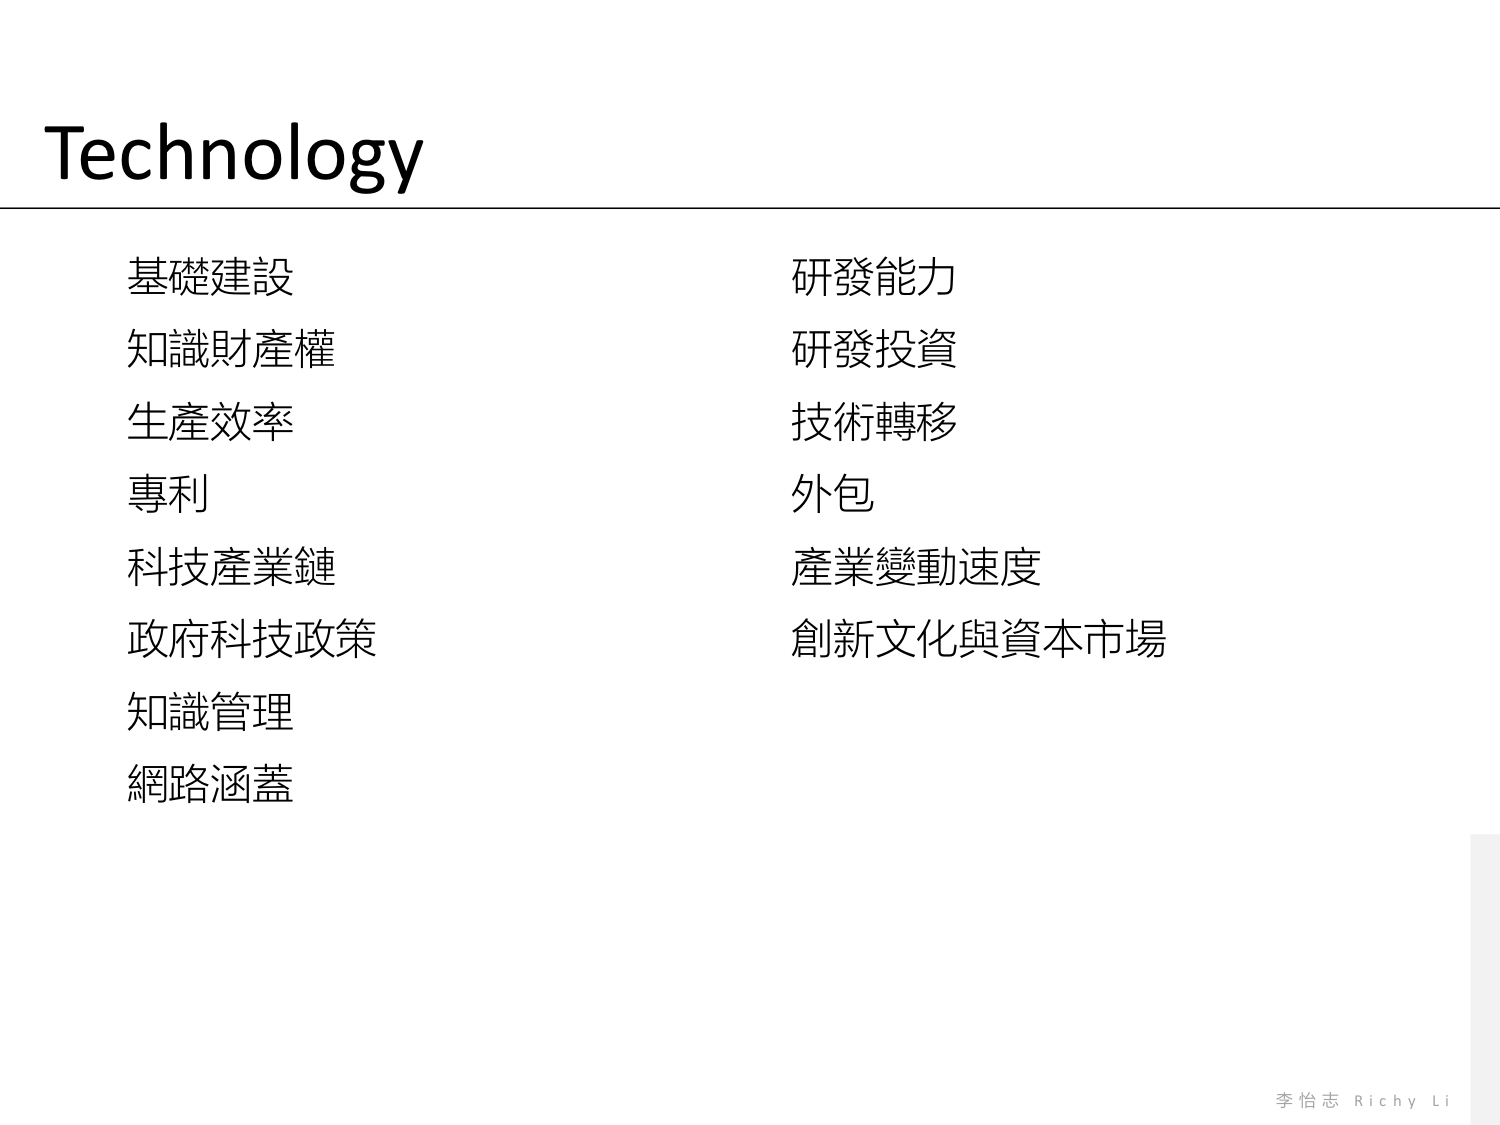 Technology
基礎建設
知識財產權
生產效率
專利
科技產業鏈
政府科技政策
知識管理
網路涵蓋
研發能力
研發投資
技術轉移
外包
產業變動速度
創新文化與資本市場
李怡志 Richy Li